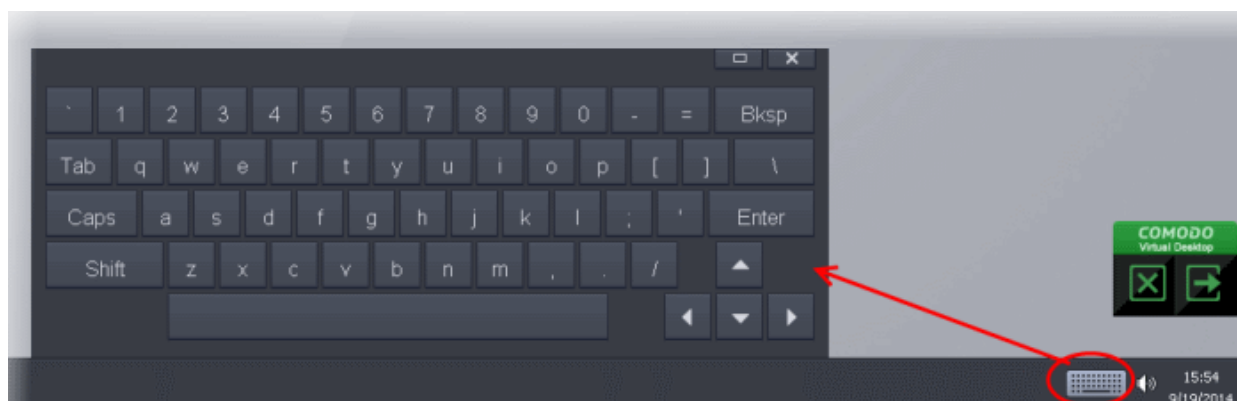 ` 1 2 3 4 5 6 7 8 9 0 - = Bksp
Tab q w e r t y u i o p [ ] \
Caps a s d f g h j k l ; ' Enter
Shift z x c v b n m , . /
COMODO
Virtual Desktop
15:54
9/19/2014